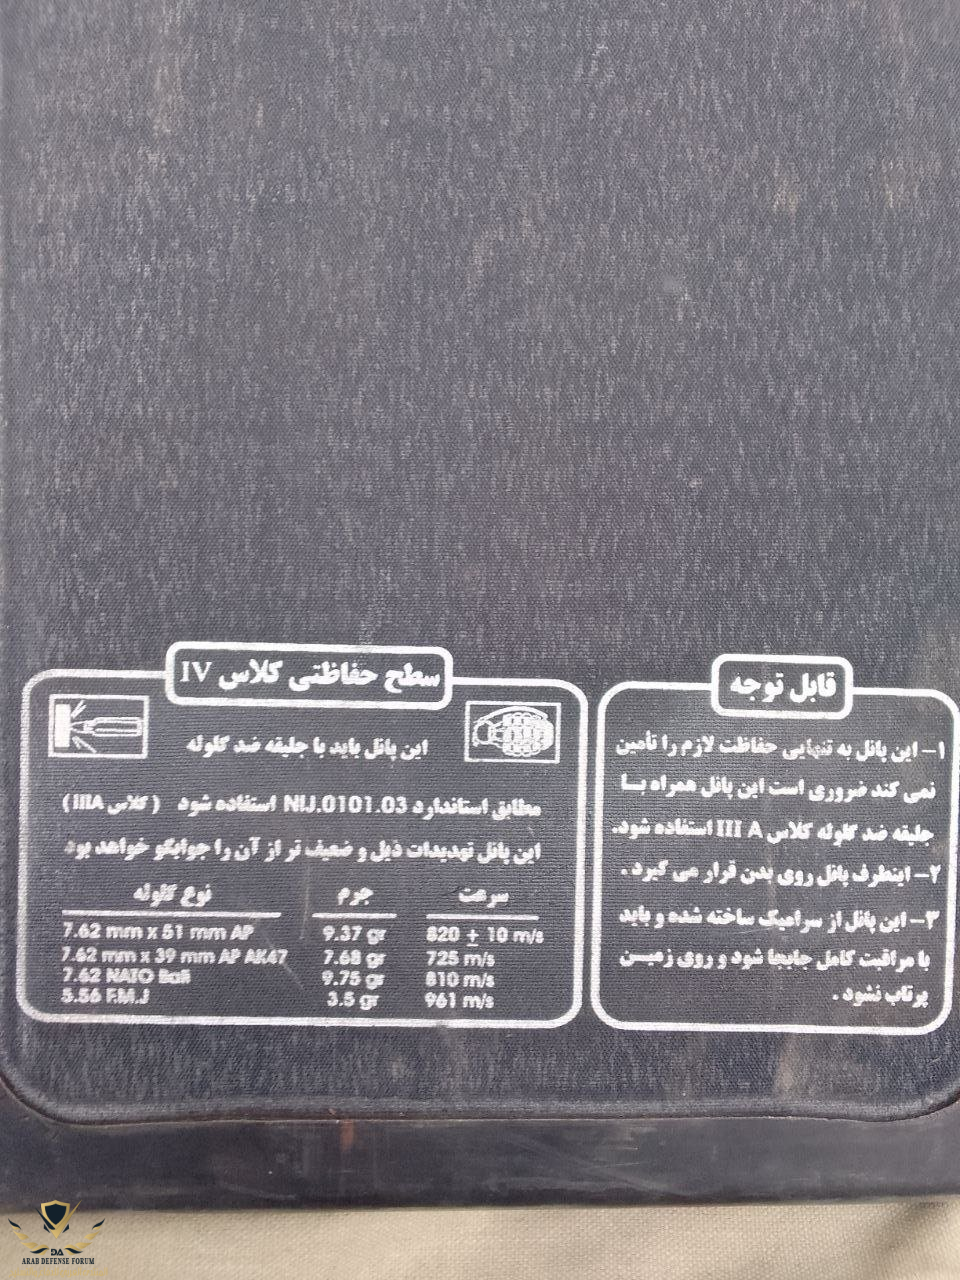 قابل توجه
۱- این پانل به تنهایی حفاظت لازم را تأمین
نمی کند ضروری است این پانل همراه بـا
جلیقه ضد گلوله کلاس III A استفاده شود.
۲- اینطرف پانل روی بدن قرار می گیرد .
۳- این پانل از سرامیک ساخته شده و باید
با مراقبت کامل جابجا شود و روی زمیـن
پرتاب نشود .
سطح حفاظتی کلاس IV
این پانل باید با جلیقه ضد گلوله
مطابق استاندارد NIJ.0101.03 استفاده شود (کلاس IIIA)
این پانل تهدیدات ذیل و ضعیف تر از آن را جوابگو خواهد بود
نوع گلوله جرم سرعت
7.62 mm x 51 mm AP 9.37 gr 820 ± 10 m/s
7.62 mm x 39 mm AP AK47 7.68 gr 725 m/s
7.62 NATO Ball 9.75 gr 810 m/s
5.56 F.M.J 3.5 gr 961 m/s
DA
ARAB DEFENSE FORUM